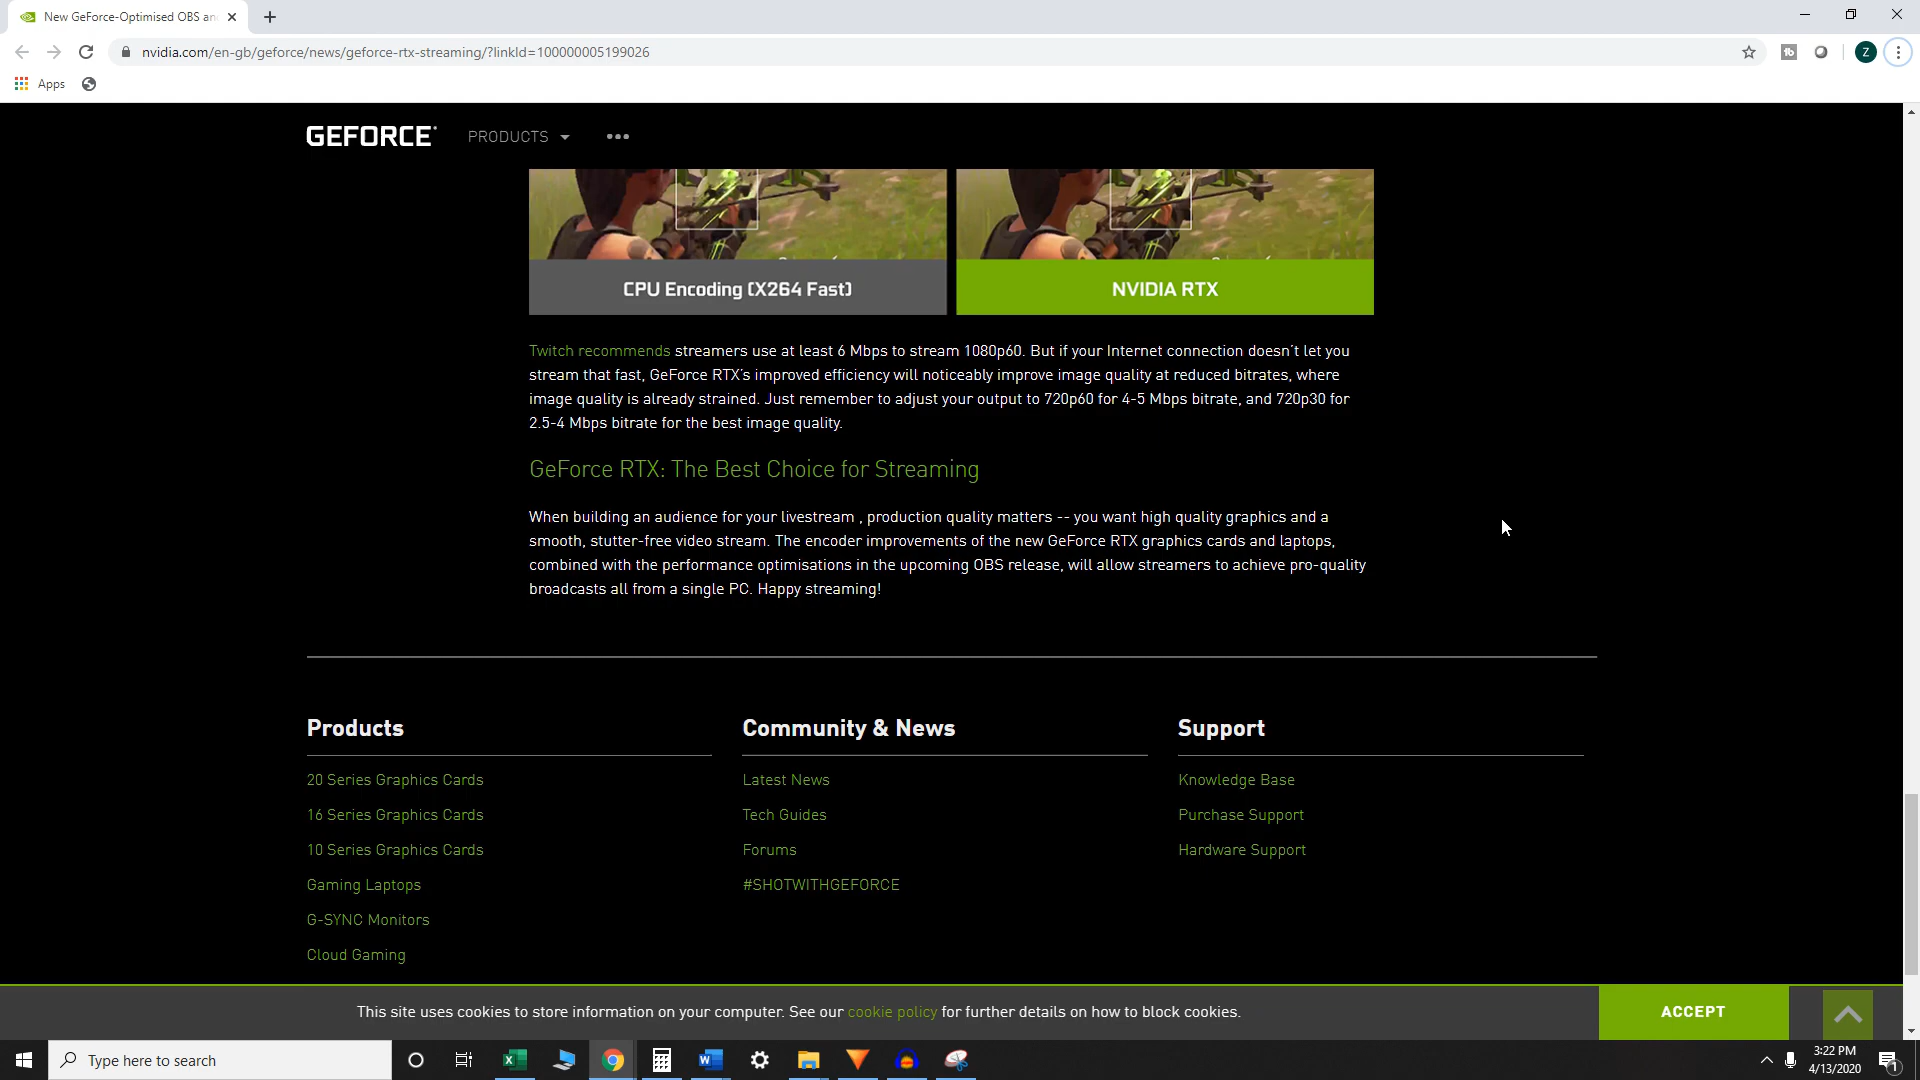 New GeForce-Optimised OBS an
nvidia.com/en-gb/geforce/news/geforce-rtx-streaming/?linkId=100000005199026
tb
Z
Apps
GEFORCE
PRODUCTS
CPU Encoding (X264 Fast)
NVIDIA RTX
Twitch recommends streamers use at least 6 Mbps to stream 1080p60. But if your Internet connection doesn't let you
stream that fast, GeForce RTX's improved efficiency will noticeably improve image quality at reduced bitrates, where
image quality is already strained. Just remember to adjust your output to 720p60 for 4-5 Mbps bitrate, and 720p30 for
2.5-4 Mbps bitrate for the best image quality.
GeForce RTX: The Best Choice for Streaming
When building an audience for your livestream , production quality matters -- you want high quality graphics and a
smooth, stutter-free video stream. The encoder improvements of the new GeForce RTX graphics cards and laptops,
combined with the performance optimisations in the upcoming OBS release, will allow streamers to achieve pro-quality
broadcasts all from a single PC. Happy streaming!
Products
20 Series Graphics Cards
16 Series Graphics Cards
10 Series Graphics Cards
Gaming Laptops
G-SYNC Monitors
Cloud Gaming
Community & News
Latest News
Tech Guides
Forums
#SHOTWITHGEFORCE
Support
Knowledge Base
Purchase Support
Hardware Support
This site uses cookies to store information on your computer. See our cookie policy for further details on how to block cookies.
ACCEPT
Type here to search
3:22 PM
4/13/2020
1